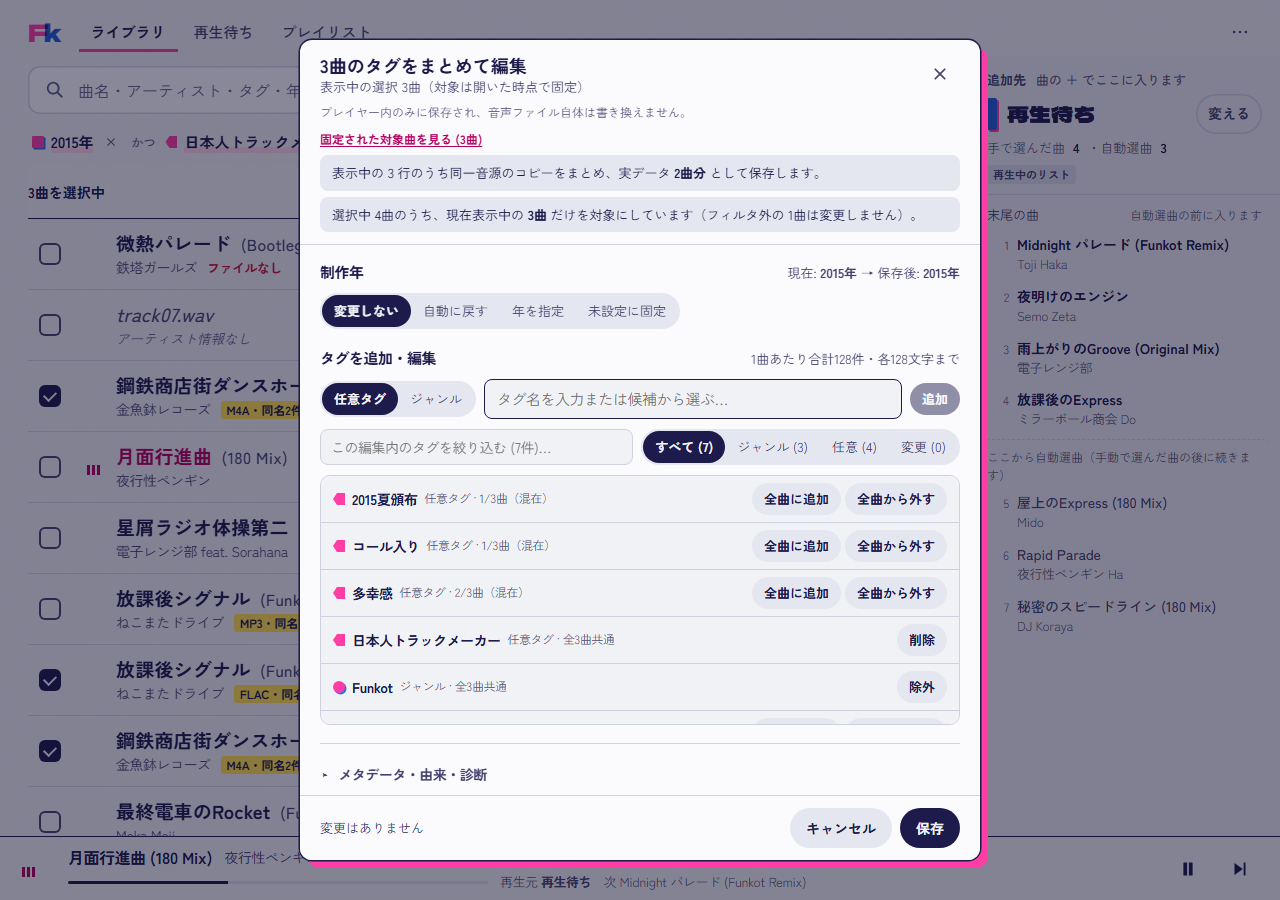 Fk ライブラリ 再生待ち プレイリスト ...
曲名・アーティスト・タグ・年
2015年 × かつ 日本人トラックメ
3曲を選択中
微熱パレード (Bootleg
鉄塔ガールズ ファイルなし
track07.wav
アーティスト情報なし
鋼鉄商店街ダンスホー
金魚鉢レコーズ M4A・同名2件
月面行進曲 (180 Mix)
夜行性ペンギン
星屑ラジオ体操第二
電子レンジ部 feat. Sorahana
放課後シグナル (Funk
ねこまたドライブ MP3・同名
放課後シグナル (Funk
ねこまたドライブ FLAC・同名
鋼鉄商店街ダンスホー
金魚鉢レコーズ M4A・同名2件
最終電車のRocket (Fu
Moka Maji
3曲のタグをまとめて編集 ×
表示中の選択 3曲（対象は開いた時点で固定）
プレイヤー内のみに保存され、音声ファイル自体は書き換えません。
固定された対象曲を見る (3曲)
表示中の 3 行のうち同一音源のコピーをまとめ、実データ 2曲分 として保存します。
選択中 4曲のうち、現在表示中の 3曲 だけを対象にしています（フィルタ外の 1曲は変更しません）。
制作年 現在: 2015年 → 保存後: 2015年
変更しない 自動に戻す 年を指定 未設定に固定
タグを追加・編集 1曲あたり合計128件・各128文字まで
任意タグ ジャンル タグ名を入力または候補から選ぶ… 追加
この編集内のタグを絞り込む (7件)… すべて (7) ジャンル (3) 任意 (4) 変更 (0)
2015夏頒布 任意タグ · 1/3曲（混在） 全曲に追加 全曲から外す
コール入り 任意タグ · 1/3曲（混在） 全曲に追加 全曲から外す
多幸感 任意タグ · 2/3曲（混在） 全曲に追加 全曲から外す
日本人トラックメーカー 任意タグ · 全3曲共通 削除
Funkot ジャンル · 全3曲共通 除外
▸ メタデータ・由来・診断
変更はありません キャンセル 保存
追加先 曲の ＋ でここに入ります
再生待ち 変える
手で選んだ曲 4 ・自動選曲 3
再生中のリスト
末尾の曲 自動選曲の前に入ります
1 Midnight パレード (Funkot Remix)
Toji Haka
2 夜明けのエンジン
Semo Zeta
3 雨上がりのGroove (Original Mix)
電子レンジ部
4 放課後のExpress
ミラーボール商会 Do
ここから自動選曲（手動で選んだ曲の後に続きま
す）
5 屋上のExpress (180 Mix)
Mido
6 Rapid Parade
夜行性ペンギン Ha
7 秘密のスピードライン (180 Mix)
DJ Koraya
月面行進曲 (180 Mix) 夜行性ペンギ
再生元 再生待ち 次 Midnight パレード (Funkot Remix)